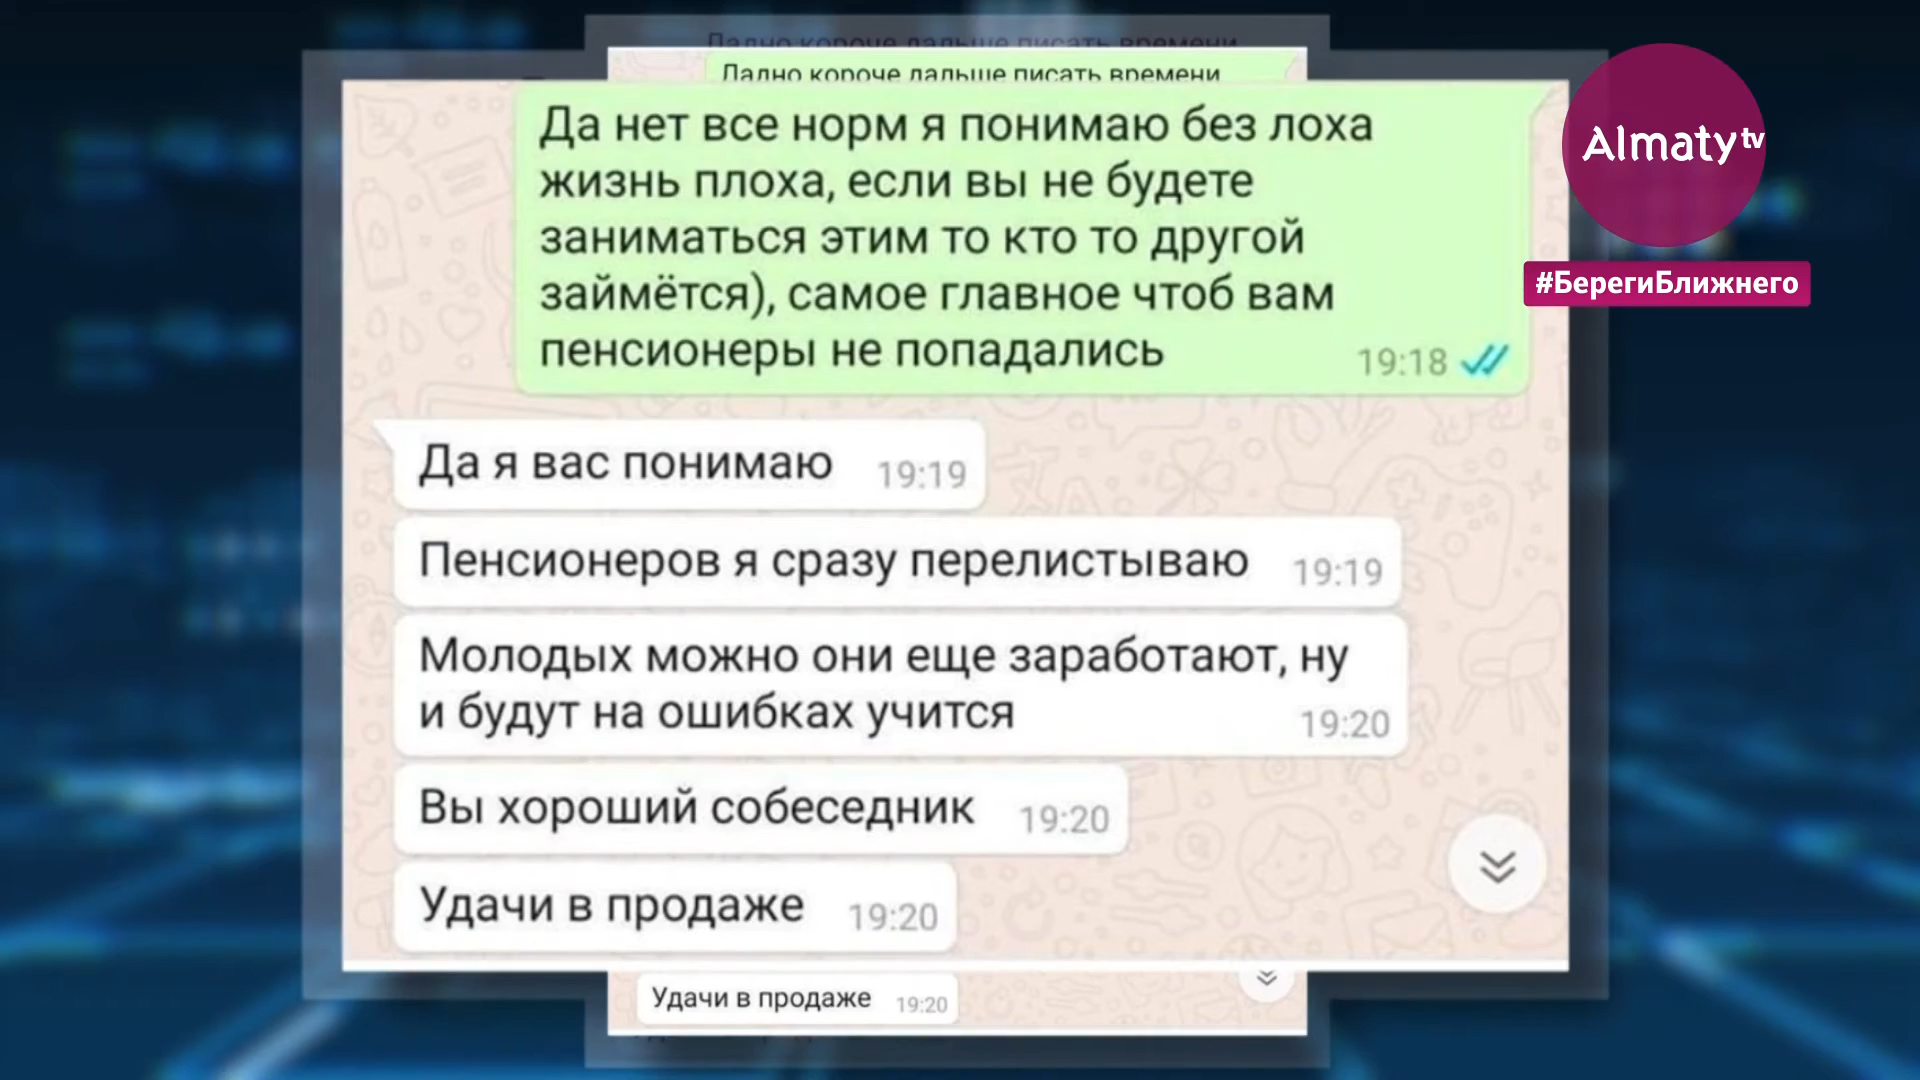 Ладно короче дальше писать времени
Ладно короче дальше писать времени
Да нет все норм я понимаю без лоха
жизнь плоха, если вы не будете
заниматься этим то кто то другой
займётся), самое главное чтоб вам
пенсионеры не попадались 19:18
Almaty tv
#БерегиБлижнего
Да я вас понимаю 19:19
Пенсионеров я сразу перелистываю 19:19
Молодых можно они еще заработают, ну
и будут на ошибках учится 19:20
Вы хороший собеседник 19:20
Удачи в продаже 19:20
Удачи в продаже 19:20